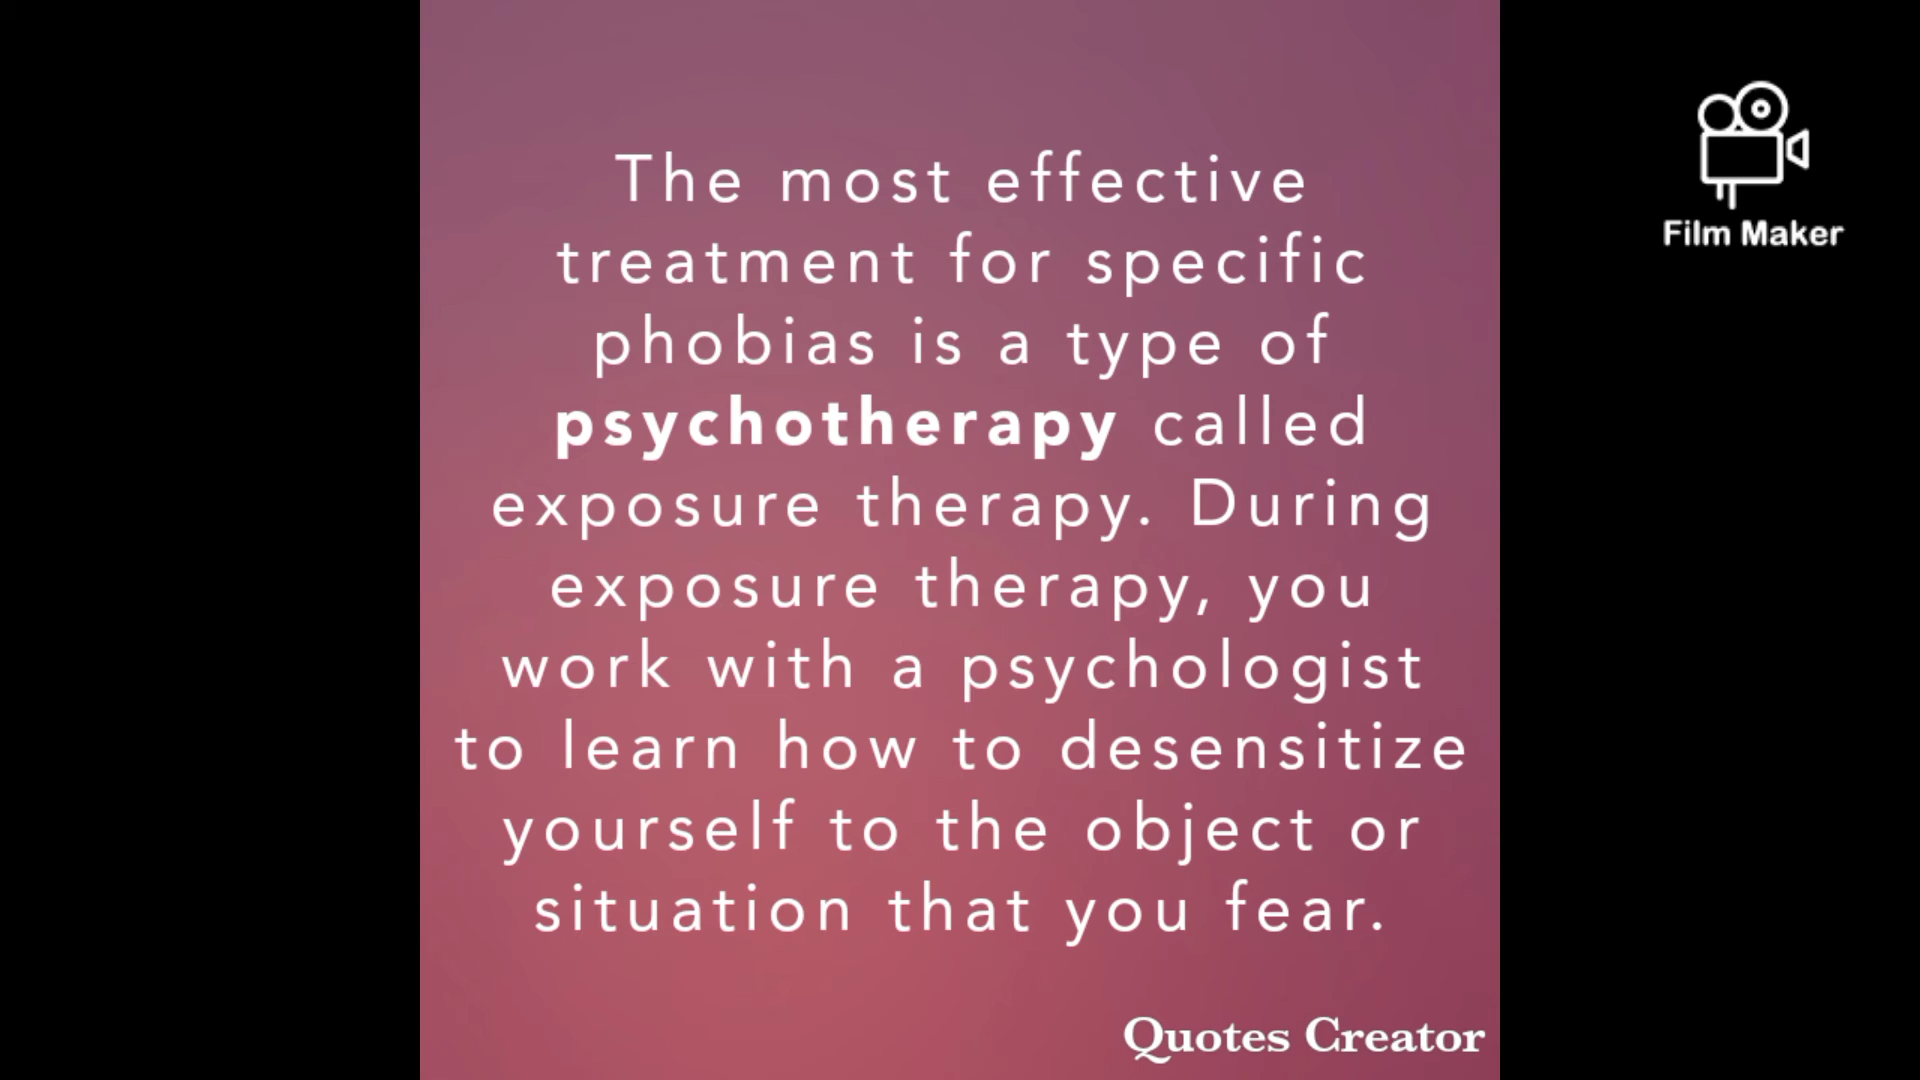 The most effective
treatment for specific
phobias is a type of
psychotherapy called
exposure therapy. During
exposure therapy, you
work with a psychologist
to learn how to desensitize
yourself to the object or
situation that you fear.
Quotes Creator
Film Maker